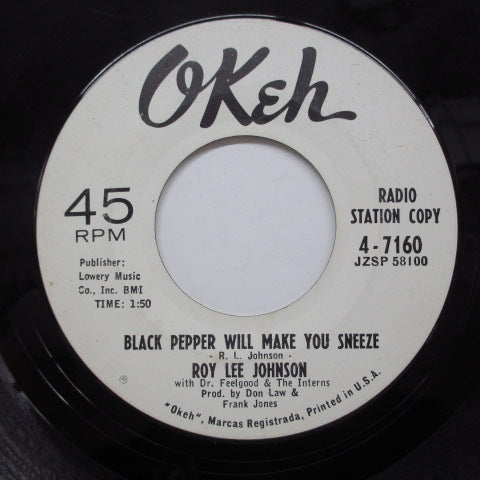 OKeh
45
RPM
RADIO
STATION COPY
4-7160
JZSP 58100
Publisher:
Lowery Music
Co., Inc. BMI
TIME: 1:50
BLACK PEPPER WILL MAKE YOU SNEEZE
- R. L. Johnson -
ROY LEE JOHNSON
with Dr. Feelgood & The Interns
Prod. by Don Law &
Frank Jones
"Okeh", Marcas Registrada, Printed in U.S.A.